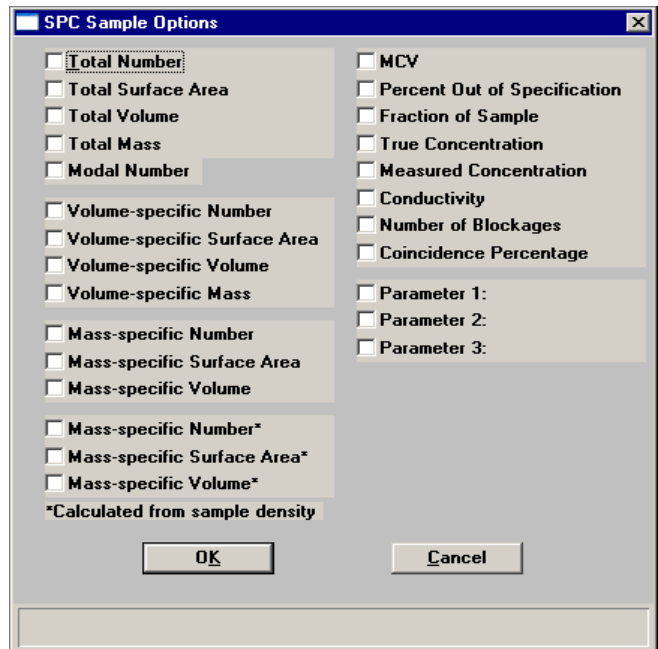 SPC Sample Options
Total Number
Total Surface Area
Total Volume
Total Mass
Modal Number
Volume-specific Number
Volume-specific Surface Area
Volume-specific Volume
Volume-specific Mass
Mass-specific Number
Mass-specific Surface Area
Mass-specific Volume
Mass-specific Number*
Mass-specific Surface Area*
Mass-specific Volume*
*Calculated from sample density
MCV
Percent Out of Specification
Fraction of Sample
True Concentration
Measured Concentration
Conductivity
Number of Blockages
Coincidence Percentage
Parameter 1:
Parameter 2:
Parameter 3:
OK
Cancel